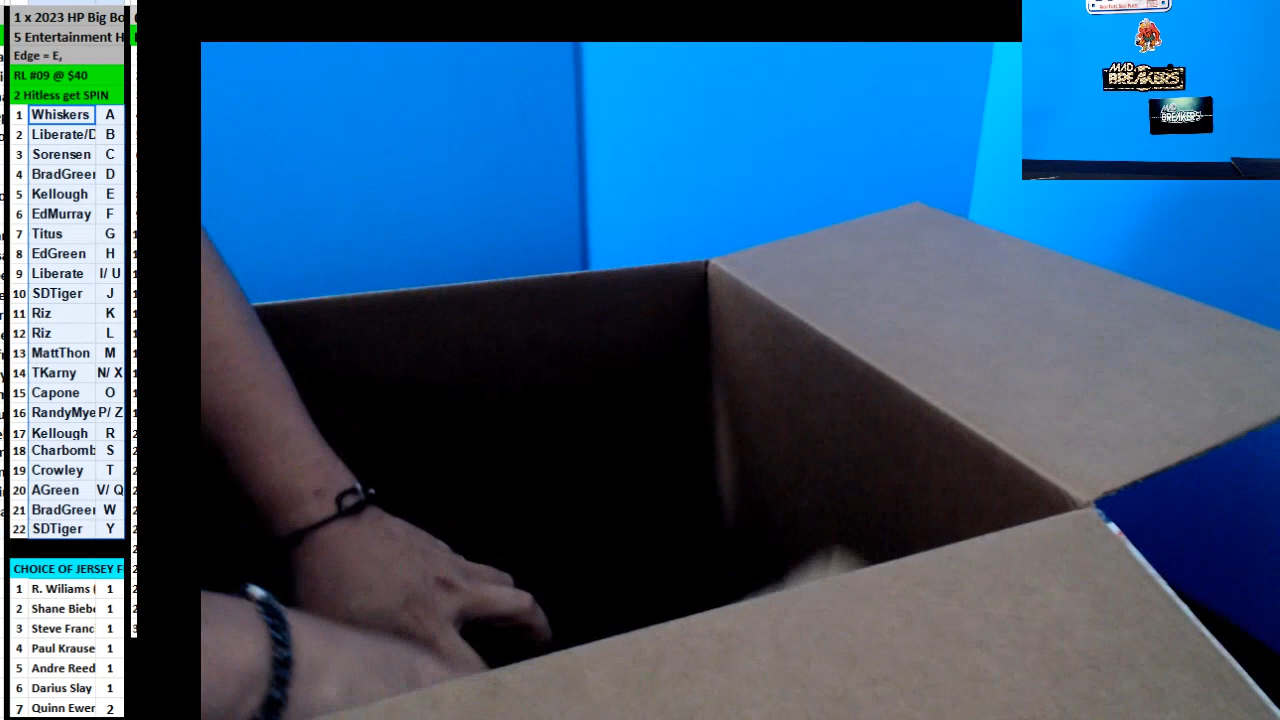 1 x 2023 HP Big Bo
5 Entertainment H
Edge = E,
RL #09 @ $40
2 Hitless get SPIN
1 Whiskers A
2 Liberate/D B
3 Sorensen C
4 BradGreen D
5 Kellough E
6 EdMurray F
7 Titus G
8 EdGreen H
9 Liberate I/ U
10 SDTiger J
11 Riz K
12 Riz L
13 MattThon M
14 TKarny N/ X
15 Capone O
16 RandyMye P/ Z
17 Kellough R
18 Charbomb S
19 Crowley T
20 AGreen V/ Q
21 BradGreen W
22 SDTiger Y
CHOICE OF JERSEY F
1 R. Wiliams ( 1
2 Shane Biebe 1
3 Steve Franc 1
4 Paul Krause 1
5 Andre Reed 1
6 Darius Slay 1
7 Quinn Ewer 2
MAD
BREAKERS
MAD
BREAKERS